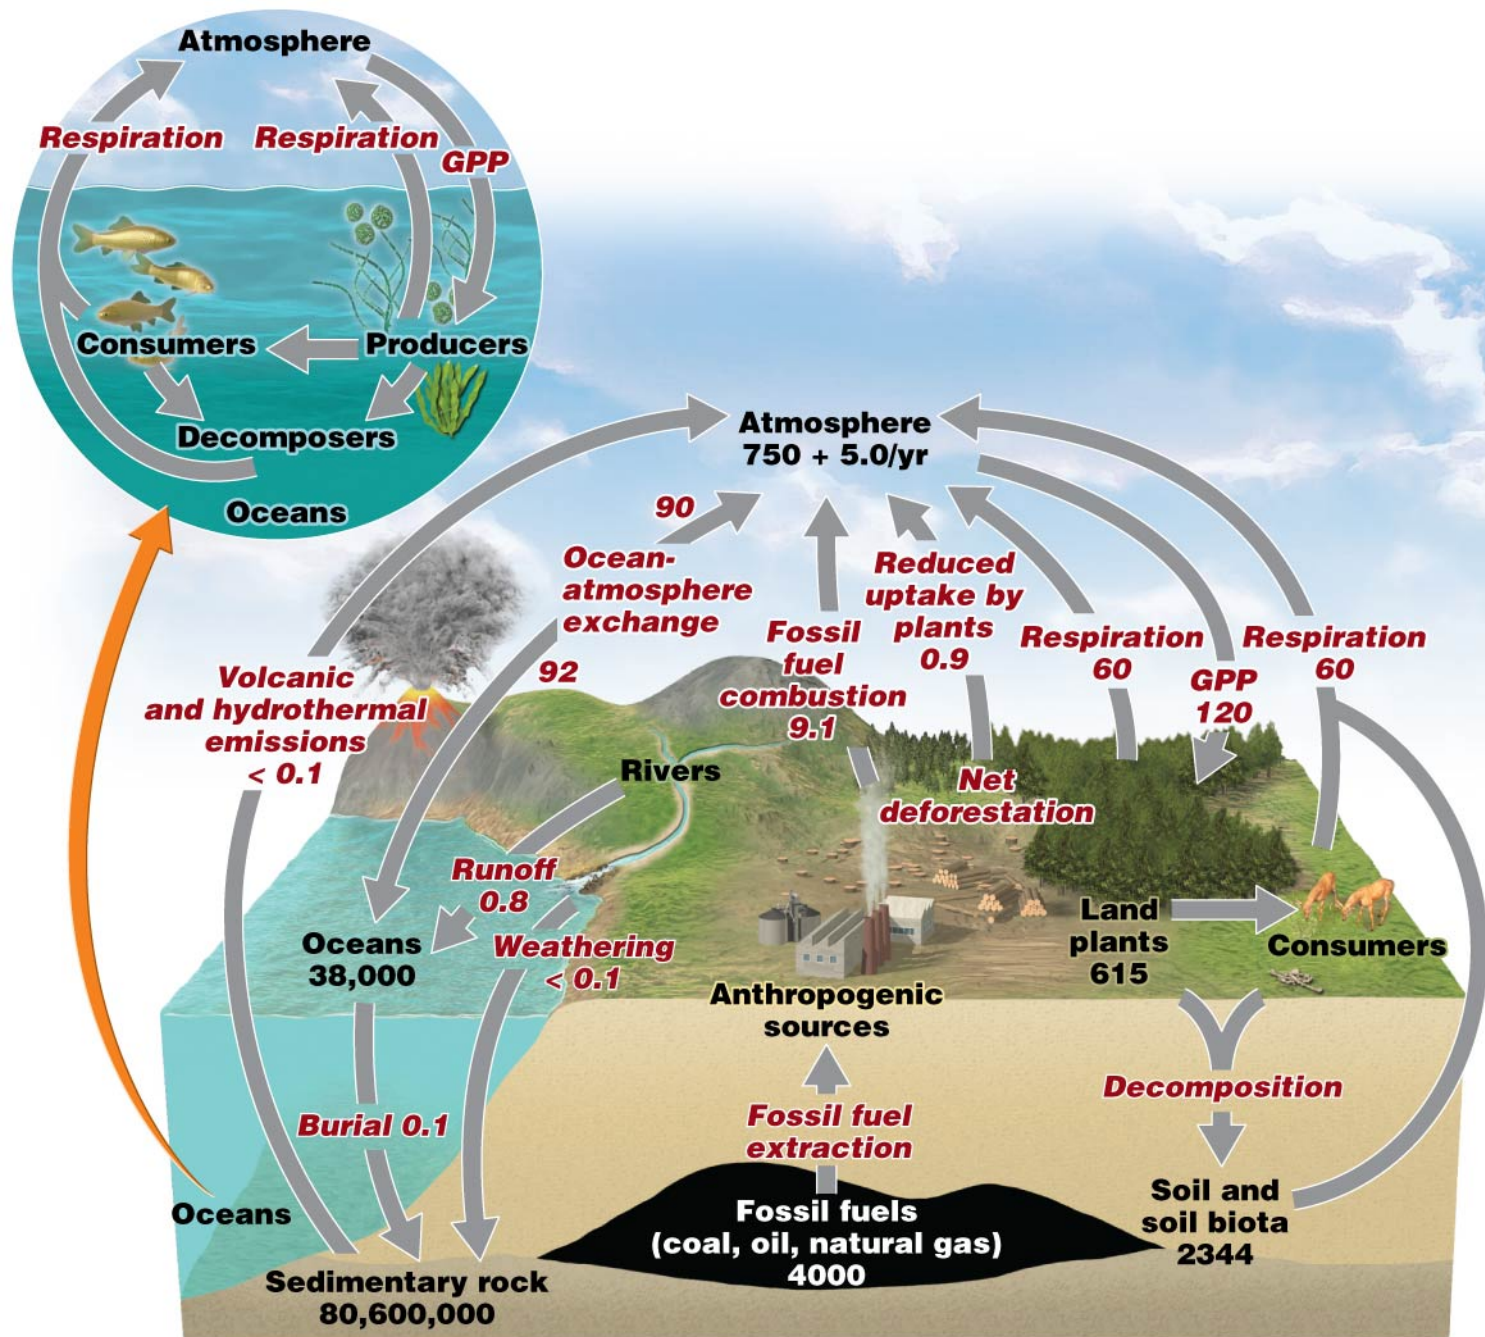 Atmosphere
Respiration
Respiration
GPP
Consumers
Producers
Decomposers
Oceans
Atmosphere
750 + 5.0/yr
90
Ocean-
atmosphere
exchange
92
Volcanic
and hydrothermal
emissions
< 0.1
Fossil
fuel
combustion
9.1
Reduced
uptake by
plants
0.9
Net
deforestation
Respiration
60
GPP
120
Respiration
60
Rivers
Runoff
0.8
Oceans
38,000
Weathering
< 0.1
Anthropogenic
sources
Land
plants
615
Consumers
Burial 0.1
Fossil fuel
extraction
Decomposition
Oceans
Sedimentary rock
80,600,000
Fossil fuels
(coal, oil, natural gas)
4000
Soil and
soil biota
2344